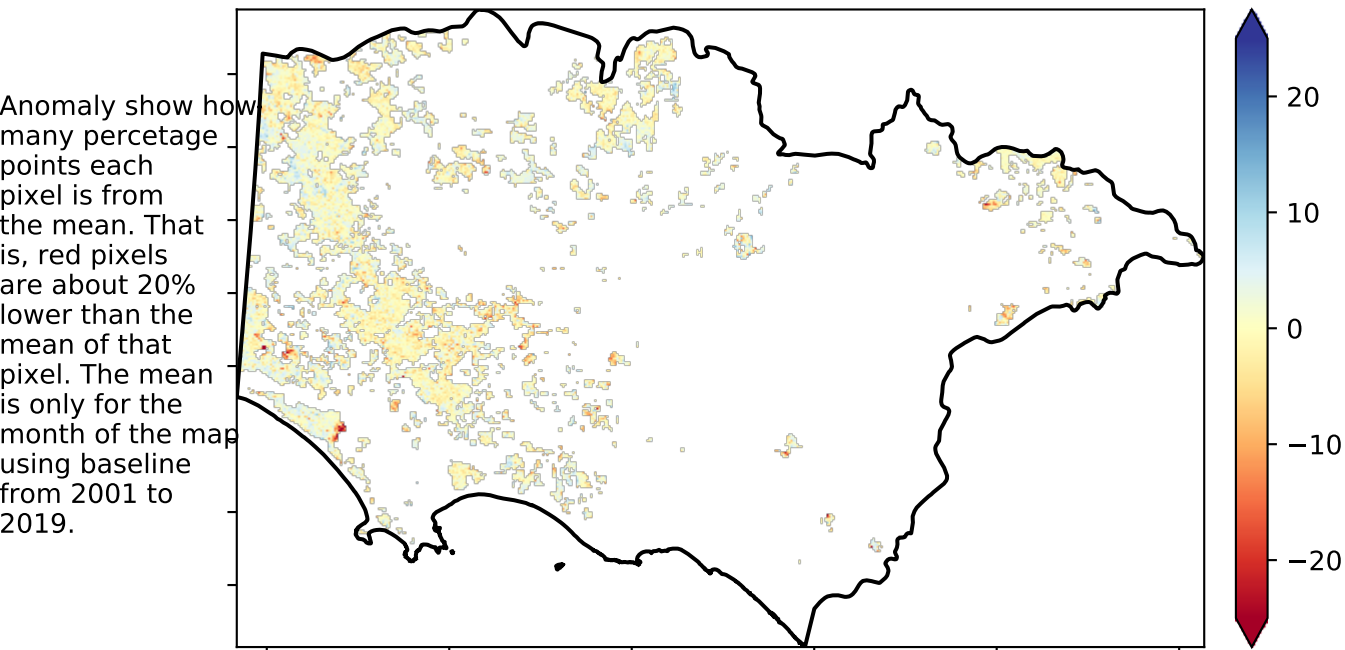 Anomaly show how
many percetage
points each
pixel is from
the mean. That
is, red pixels
are about 20%
lower than the
mean of that
pixel. The mean
is only for the
month of the map
using baseline
from 2001 to
2019.
20
10
0
−10
−20